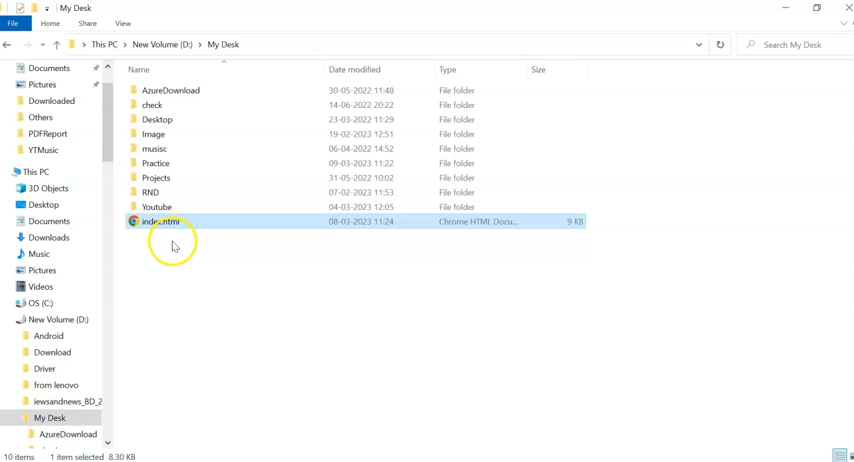 My Desk
File Home Share View
This PC > New Volume (D:) > My Desk
Search My Desk
Name Date modified Type Size
AzureDownload 30-05-2022 11:48 File folder
check 14-06-2022 20:22 File folder
Desktop 23-03-2022 11:29 File folder
Image 19-02-2023 12:51 File folder
musisc 06-04-2022 14:52 File folder
Practice 09-03-2023 11:22 File folder
Projects 31-05-2022 10:02 File folder
RND 07-02-2023 11:53 File folder
Youtube 04-03-2023 12:05 File folder
index.html 08-03-2023 11:24 Chrome HTML Docu... 9 KB
Documents
Pictures
Downloaded
Others
PDFReport
YTMusic
This PC
3D Objects
Desktop
Documents
Downloads
Music
Pictures
Videos
OS (C:)
New Volume (D:)
Android
Download
Driver
from lenovo
iewsandnews_BD_2
My Desk
AzureDownload
10 items 1 item selected 8.30 KB